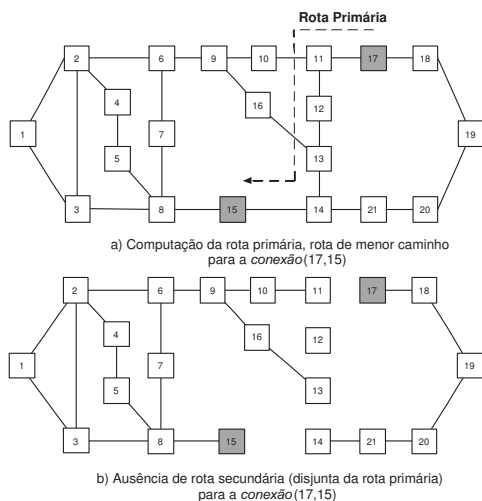 Rota Primária
2 6 9 10 11 17 18
4 16 12
1 19
5 7 13
3 8 15 14 21 20
a) Computação da rota primária, rota de menor caminho
para a conexão(17,15)
2 6 9 10 11 17 18
4 16 12
1 19
5 7 13
3 8 15 14 21 20
b) Ausência de rota secundária (disjunta da rota primária)
para a conexão(17,15)